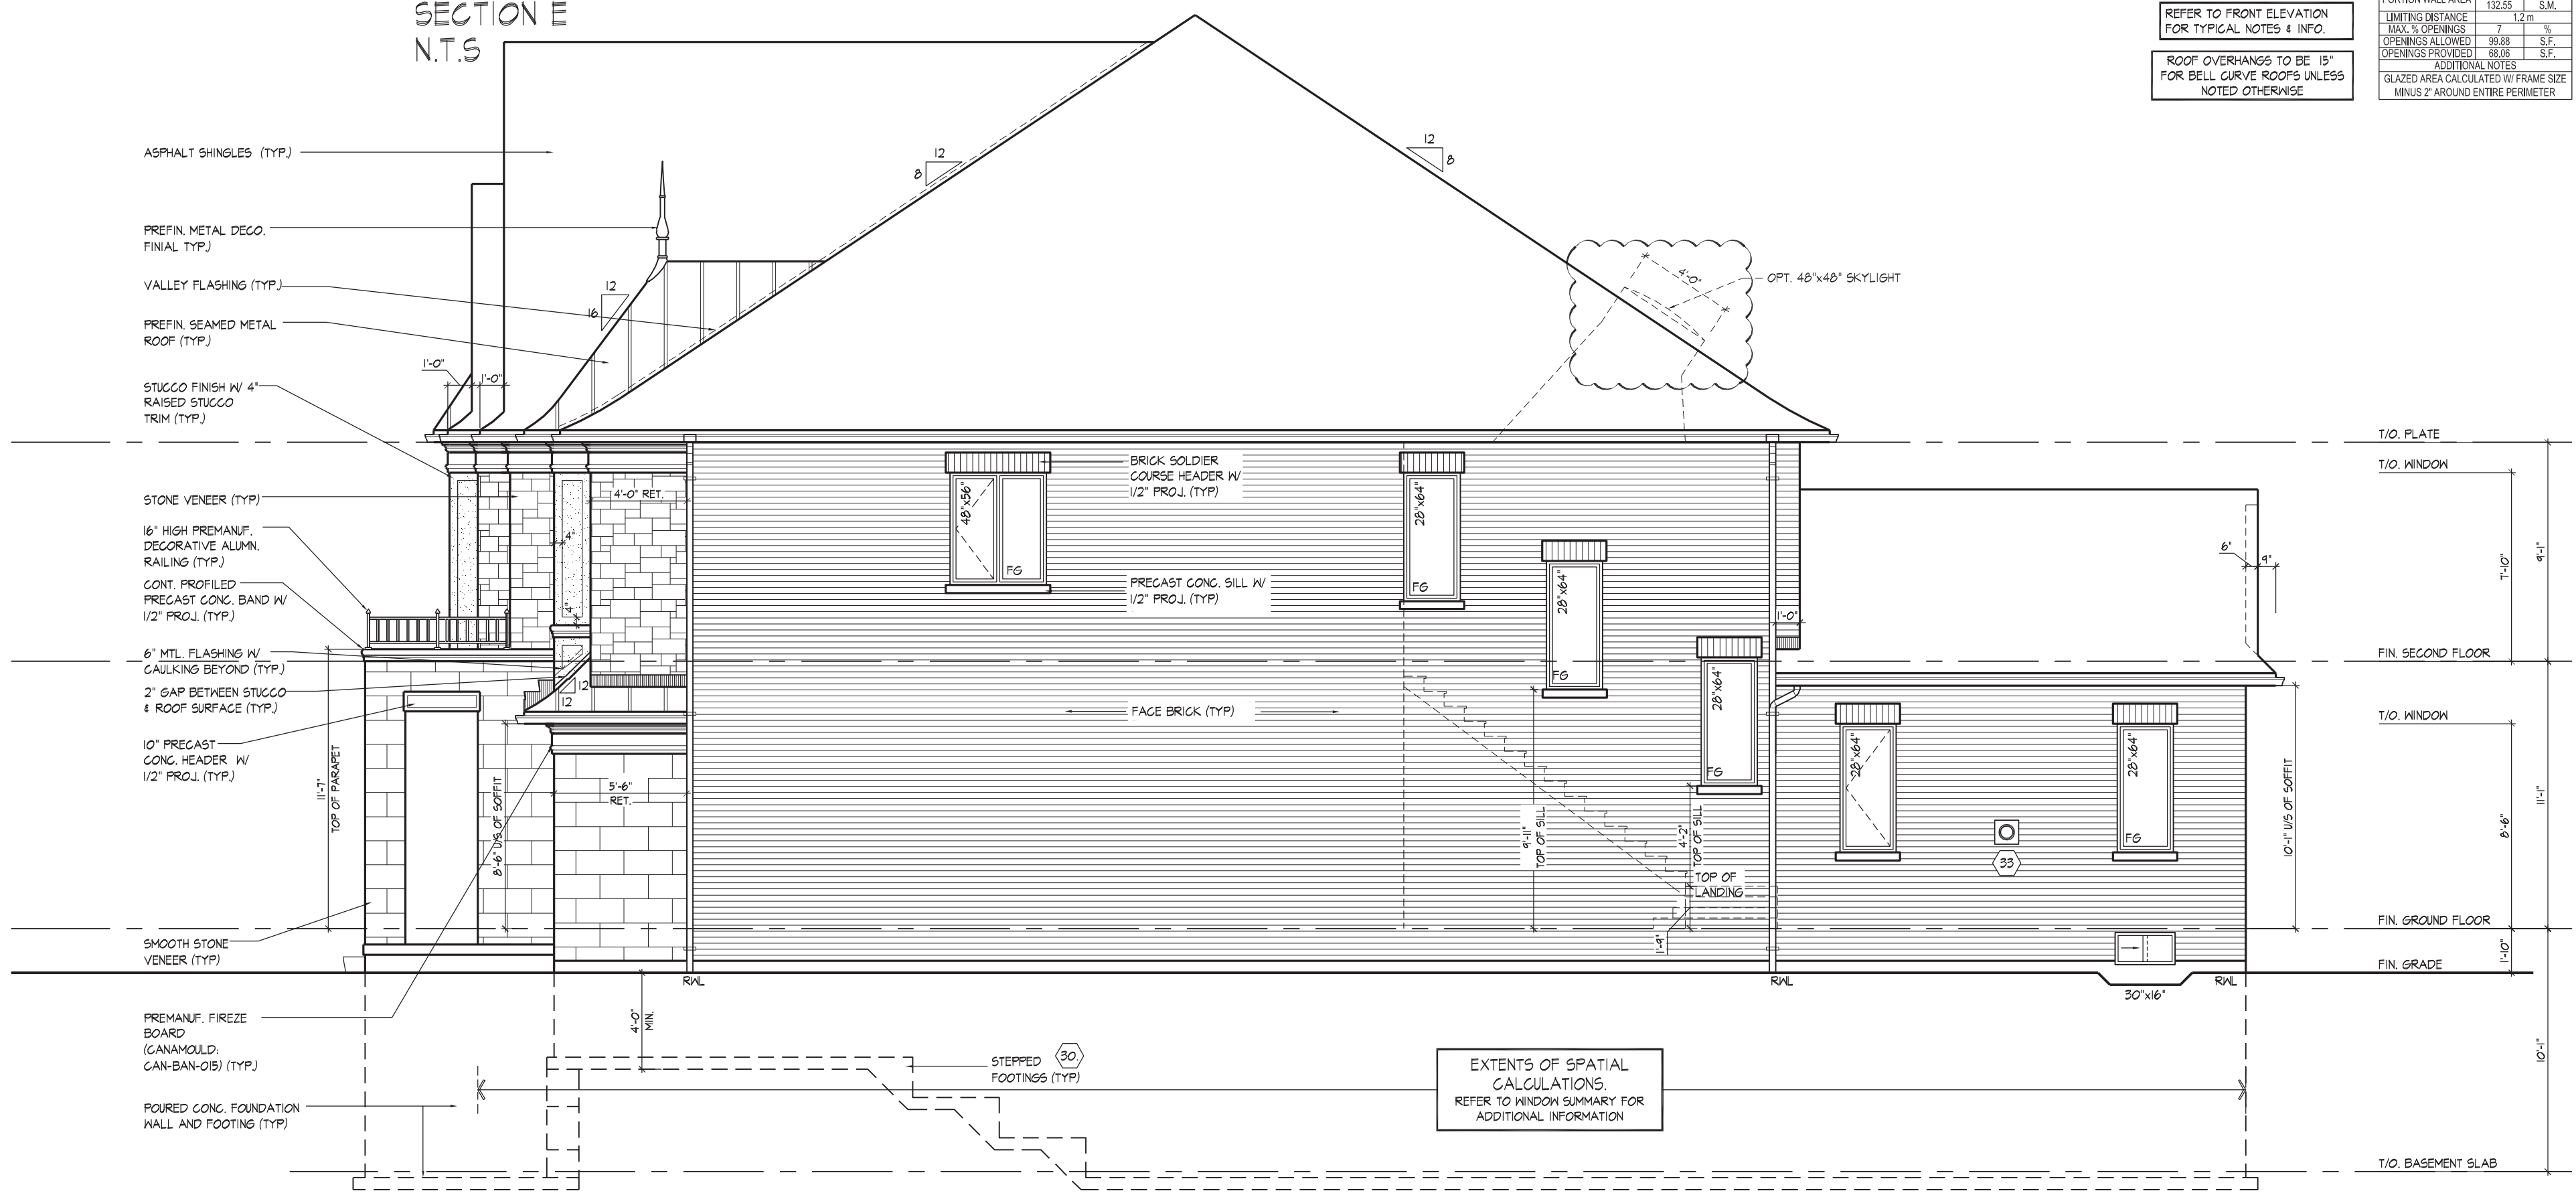 SECTION E
N.T.S
REFER TO FRONT ELEVATION
FOR TYPICAL NOTES & INFO.
ROOF OVERHANGS TO BE 15"
FOR BELL CURVE ROOFS UNLESS
NOTED OTHERWISE
PORTION WALL AREA 132.55 S.M.
LIMITING DISTANCE 1.2 m
MAX. % OPENINGS 7 %
OPENINGS ALLOWED 99.88 S.F.
OPENINGS PROVIDED 68.06 S.F.
ADDITIONAL NOTES
GLAZED AREA CALCULATED W/ FRAME SIZE
MINUS 2" AROUND ENTIRE PERIMETER
ASPHALT SHINGLES (TYP.)
PREFIN. METAL DECO.
FINIAL TYP.)
VALLEY FLASHING (TYP.)
PREFIN. SEAMED METAL
ROOF (TYP.)
STUCCO FINISH W/ 4"
RAISED STUCCO
TRIM (TYP.)
STONE VENEER (TYP)
16" HIGH PREMANUF.
DECORATIVE ALUMN.
RAILING (TYP.)
CONT. PROFILED
PRECAST CONC. BAND W/
1/2" PROJ. (TYP.)
6" MTL. FLASHING W/
CAULKING BEYOND (TYP.)
2" GAP BETWEEN STUCCO
& ROOF SURFACE (TYP.)
10" PRECAST
CONC. HEADER W/
1/2" PROJ. (TYP.)
SMOOTH STONE
VENEER (TYP)
PREMANUF. FIREZE
BOARD
(CANAMOULD:
CAN-BAN-015) (TYP.)
POURED CONC. FOUNDATION
WALL AND FOOTING (TYP)
12
8
12
8
12
16
1'-0"
1'-0"
4'-0"
OPT. 48"x48" SKYLIGHT
4'-0" RET.
4"
4"
12
12
5'-6"
RET.
11'-7"
TOP OF PARAPET
8'-6" U/S OF SOFFIT
48"x56"
FG
BRICK SOLDIER
COURSE HEADER W/
1/2" PROJ. (TYP)
PRECAST CONC. SILL W/
1/2" PROJ. (TYP)
FACE BRICK (TYP)
28"x64"
FG
28"x64"
FG
28"x64"
FG
1'-0"
6"
9"
9'-11"
TOP OF SILL
4'-2"
TOP OF SILL
TOP OF
LANDING
1'-9"
28"x64"
33
28"x64"
FG
10'-1" U/S OF SOFFIT
T/O. PLATE
T/O. WINDOW
7'-10"
9'-1"
FIN. SECOND FLOOR
T/O. WINDOW
8'-6"
11'-1"
FIN. GROUND FLOOR
1'-10"
FIN. GRADE
10'-1"
T/O. BASEMENT SLAB
RWL
RWL
RWL
30"x16"
4'-0"
MIN.
STEPPED 30.
FOOTINGS (TYP)
EXTENTS OF SPATIAL
CALCULATIONS.
REFER TO WINDOW SUMMARY FOR
ADDITIONAL INFORMATION